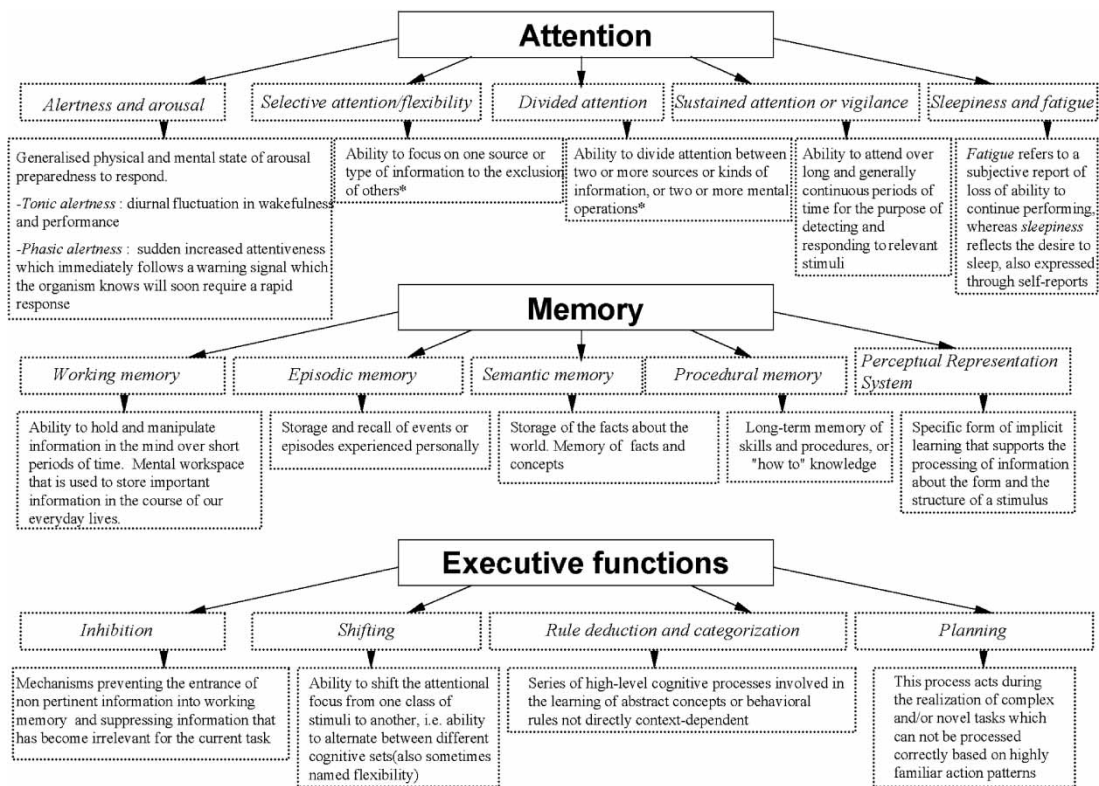 Attention
Alertness and arousal
Selective attention/flexibility
Divided attention
Sustained attention or vigilance
Sleepiness and fatigue
Generalised physical and mental state of arousal
preparedness to respond.
-Tonic alertness : diurnal fluctuation in wakefulness
and performance
-Phasic alertness : sudden increased attentiveness
which immediately follows a warning signal which
the organism knows will soon require a rapid
response
Ability to focus on one source or
type of information to the exclusion
of others*
Ability to divide attention between
two or more sources or kinds of
information, or two or more mental
operations*
Ability to attend over
long and generally
continuous periods of
time for the purpose of
detecting and
responding to relevant
stimuli
Fatigue refers to a
subjective report of
loss of ability to
continue performing,
whereas sleepiness
reflects the desire to
sleep, also expressed
through self-reports
Memory
Working memory
Episodic memory
Semantic memory
Procedural memory
Perceptual Representation
System
Ability to hold and manipulate
information in the mind over short
periods of time. Mental workspace
that is used to store important
information in the course of our
everyday lives.
Storage and recall of events or
episodes experienced personally
Storage of the facts about the
world. Memory of facts and
concepts
Long-term memory of
skills and procedures, or
"how to" knowledge
Specific form of implicit
learning that supports the
processing of information
about the form and the
structure of a stimulus
Executive functions
Inhibition
Shifting
Rule deduction and categorization
Planning
Mechanisms preventing the entrance of
non pertinent information into working
memory and suppressing information that
has become irrelevant for the current task
Ability to shift the attentional
focus from one class of
stimuli to another, i.e. ability
to alternate between different
cognitive sets(also sometimes
named flexibility)
Series of high-level cognitive processes involved in
the learning of abstract concepts or behavioral
rules not directly context-dependent
This process acts during
the realization of complex
and/or novel tasks which
can not be processed
correctly based on highly
familiar action patterns